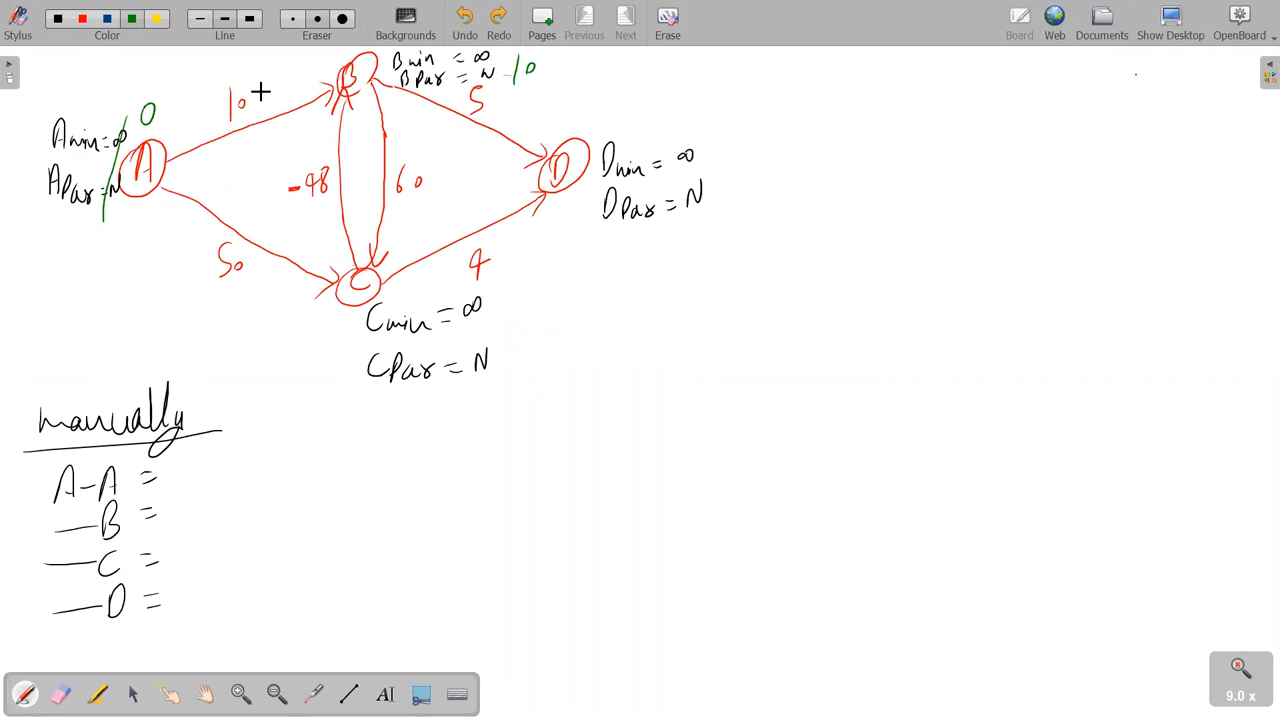 Stylus
Color
Line
Eraser
Backgrounds
Undo
Redo
Pages
Previous
Next
Erase
Board
Web
Documents
Show Desktop
OpenBoard
Bmin = ∞
BPar = N
10
10
B
5
0
Amin = ∞
APar = N
A
-48
60
D
Dmin = ∞
DPar = N
50
C
4
Cmin = ∞
CPar = N
manually
A-A =
—B =
—C =
—D =
AI
9.0 x